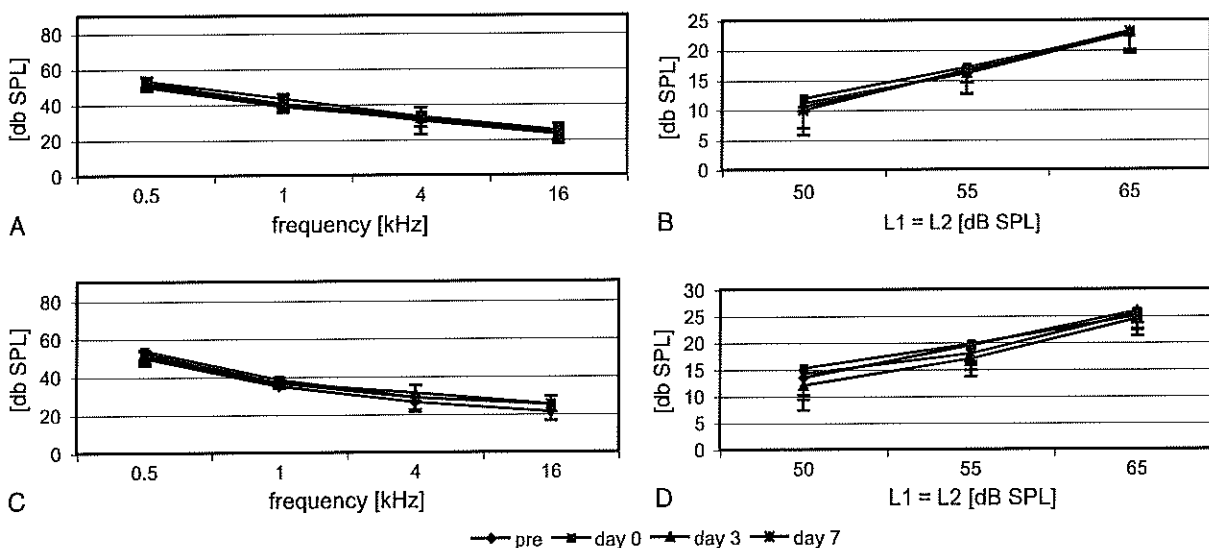 [db SPL]
80
60
40
20
0
0.5 1 4 16
frequency [kHz]
A
[db SPL]
25
20
15
10
5
0
50 55 65
L1 = L2 [dB SPL]
B
[db SPL]
80
60
40
20
0
0.5 1 4 16
frequency [kHz]
C
[db SPL]
30
25
20
15
10
5
0
50 55 65
L1 = L2 [dB SPL]
D
pre day 0 day 3 day 7